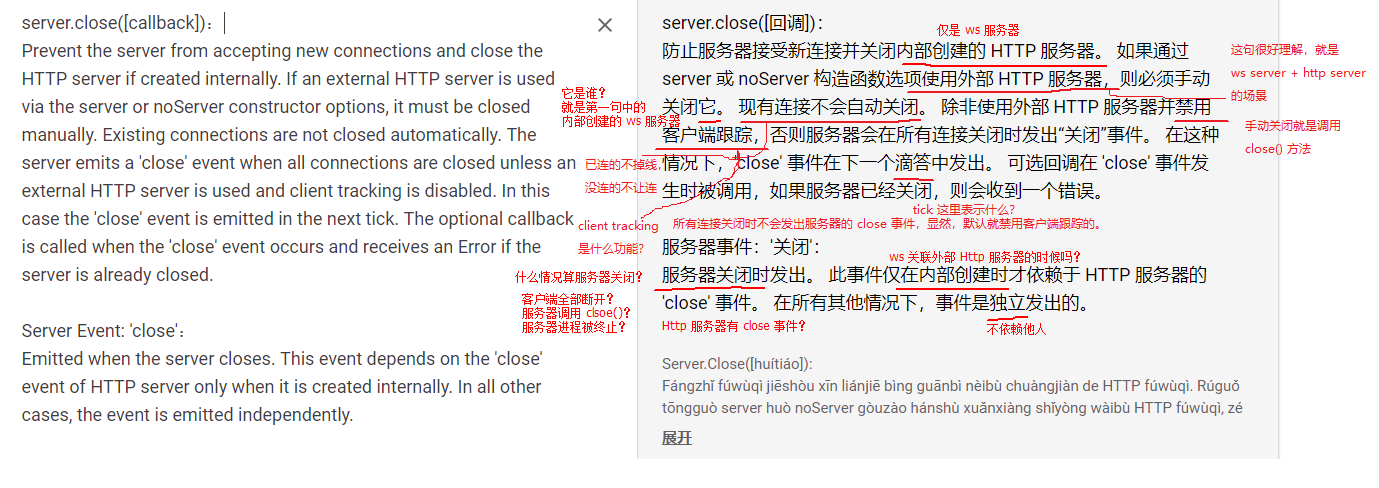 server.close([callback])：
Prevent the server from accepting new connections and close the
HTTP server if created internally. If an external HTTP server is used
via the server or noServer constructor options, it must be closed
manually. Existing connections are not closed automatically. The
server emits a 'close' event when all connections are closed unless an
external HTTP server is used and client tracking is disabled. In this
case the 'close' event is emitted in the next tick. The optional callback
is called when the 'close' event occurs and receives an Error if the
server is already closed.
Server Event: 'close'：
Emitted when the server closes. This event depends on the 'close'
event of HTTP server only when it is created internally. In all other
cases, the event is emitted independently.
server.close([回调])：
仅是 ws 服务器
防止服务器接受新连接并关闭内部创建的 HTTP 服务器。 如果通过
server 或 noServer 构造函数选项使用外部 HTTP 服务器，则必须手动
关闭它。 现有连接不会自动关闭。 除非使用外部 HTTP 服务器并禁用
客户端跟踪，否则服务器会在所有连接关闭时发出“关闭”事件。 在这种
情况下，'close' 事件在下一个滴答中发出。 可选回调在 'close' 事件发
生时被调用，如果服务器已经关闭，则会收到一个错误。
这句很好理解，就是
ws server + http server
的场景
手动关闭就是调用
close() 方法
它是谁?
就是第一句中的
内部创建的 ws 服务器
已连的不掉线，
没连的不让连
client tracking
是什么功能?
tick 这里表示什么?
所有连接关闭时不会发出服务器的 close 事件，显然，默认就禁用客户端跟踪的。
服务器事件：'关闭'：
ws 关联外部 Http 服务器的时候吗?
服务器关闭时发出。 此事件仅在内部创建时才依赖于 HTTP 服务器的
'close' 事件。 在所有其他情况下，事件是独立发出的。
什么情况算服务器关闭?
客户端全部断开?
服务器调用 clsoe()?
服务器进程被终止?
Http 服务器有 close 事件?
不依赖他人
Server.Close([huítiáo]):
Fángzhǐ fúwùqì jiēshòu xīn liánjiē bìng guānbì nèibù chuàngjiàn de HTTP fúwùqì. Rúguǒ
tōngguò server huò noServer gòuzào hánshù xuǎnxiàng shǐyòng wàibù HTTP fúwùqì, zé
展开